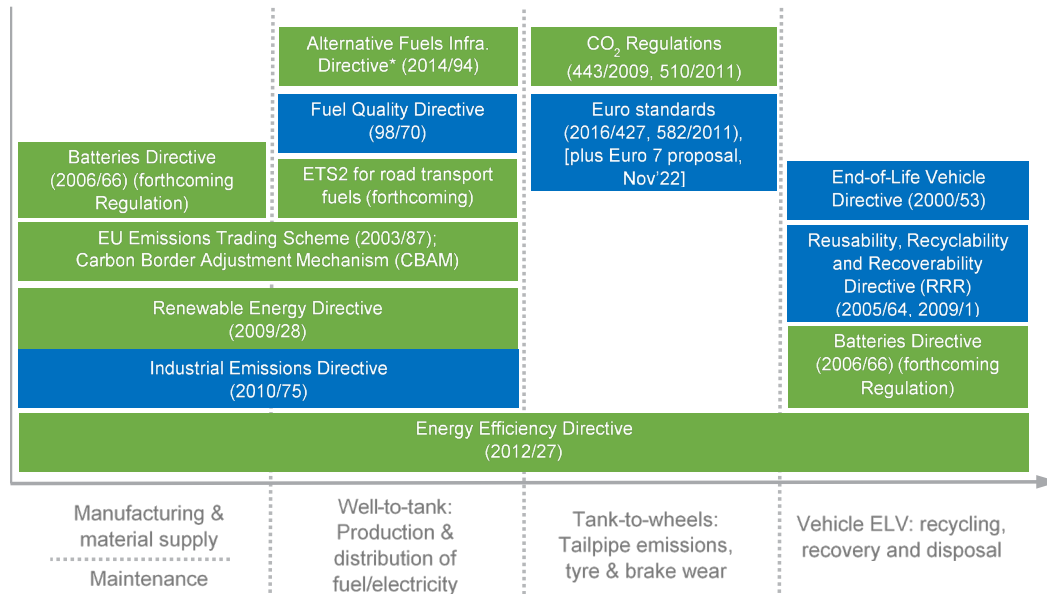 Alternative Fuels Infra.
Directive* (2014/94)
CO₂ Regulations
(443/2009, 510/2011)
Fuel Quality Directive
(98/70)
Euro standards
(2016/427, 582/2011),
[plus Euro 7 proposal,
Nov'22]
Batteries Directive
(2006/66) (forthcoming
Regulation)
ETS2 for road transport
fuels (forthcoming)
End-of-Life Vehicle
Directive (2000/53)
EU Emissions Trading Scheme (2003/87);
Carbon Border Adjustment Mechanism (CBAM)
Reusability, Recyclability
and Recoverability
Directive (RRR)
(2005/64, 2009/1)
Renewable Energy Directive
(2009/28)
Batteries Directive
(2006/66) (forthcoming
Regulation)
Industrial Emissions Directive
(2010/75)
Energy Efficiency Directive
(2012/27)
Manufacturing &
material supply
Maintenance
Well-to-tank:
Production &
distribution of
fuel/electricity
Tank-to-wheels:
Tailpipe emissions,
tyre & brake wear
Vehicle ELV: recycling,
recovery and disposal